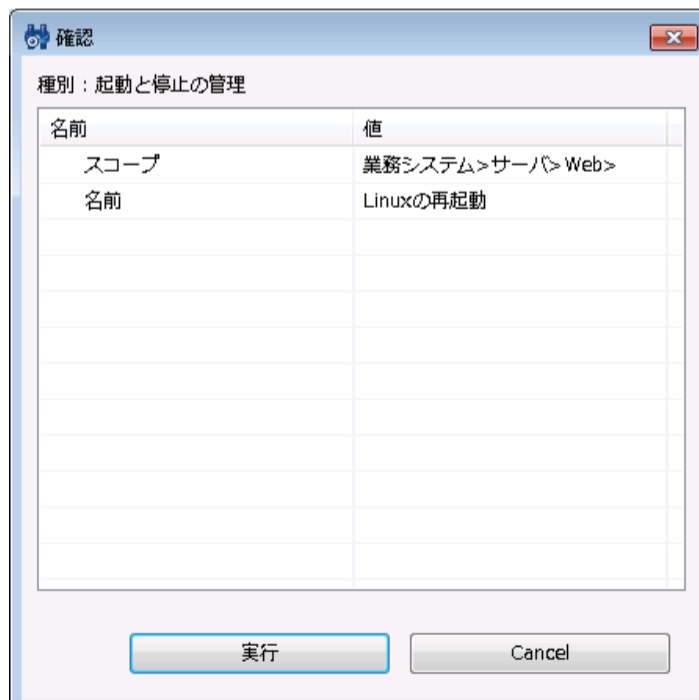 確認
種別：起動と停止の管理
名前 値
スコープ 業務システム>サーバ>Web>
名前 Linuxの再起動
実行 Cancel